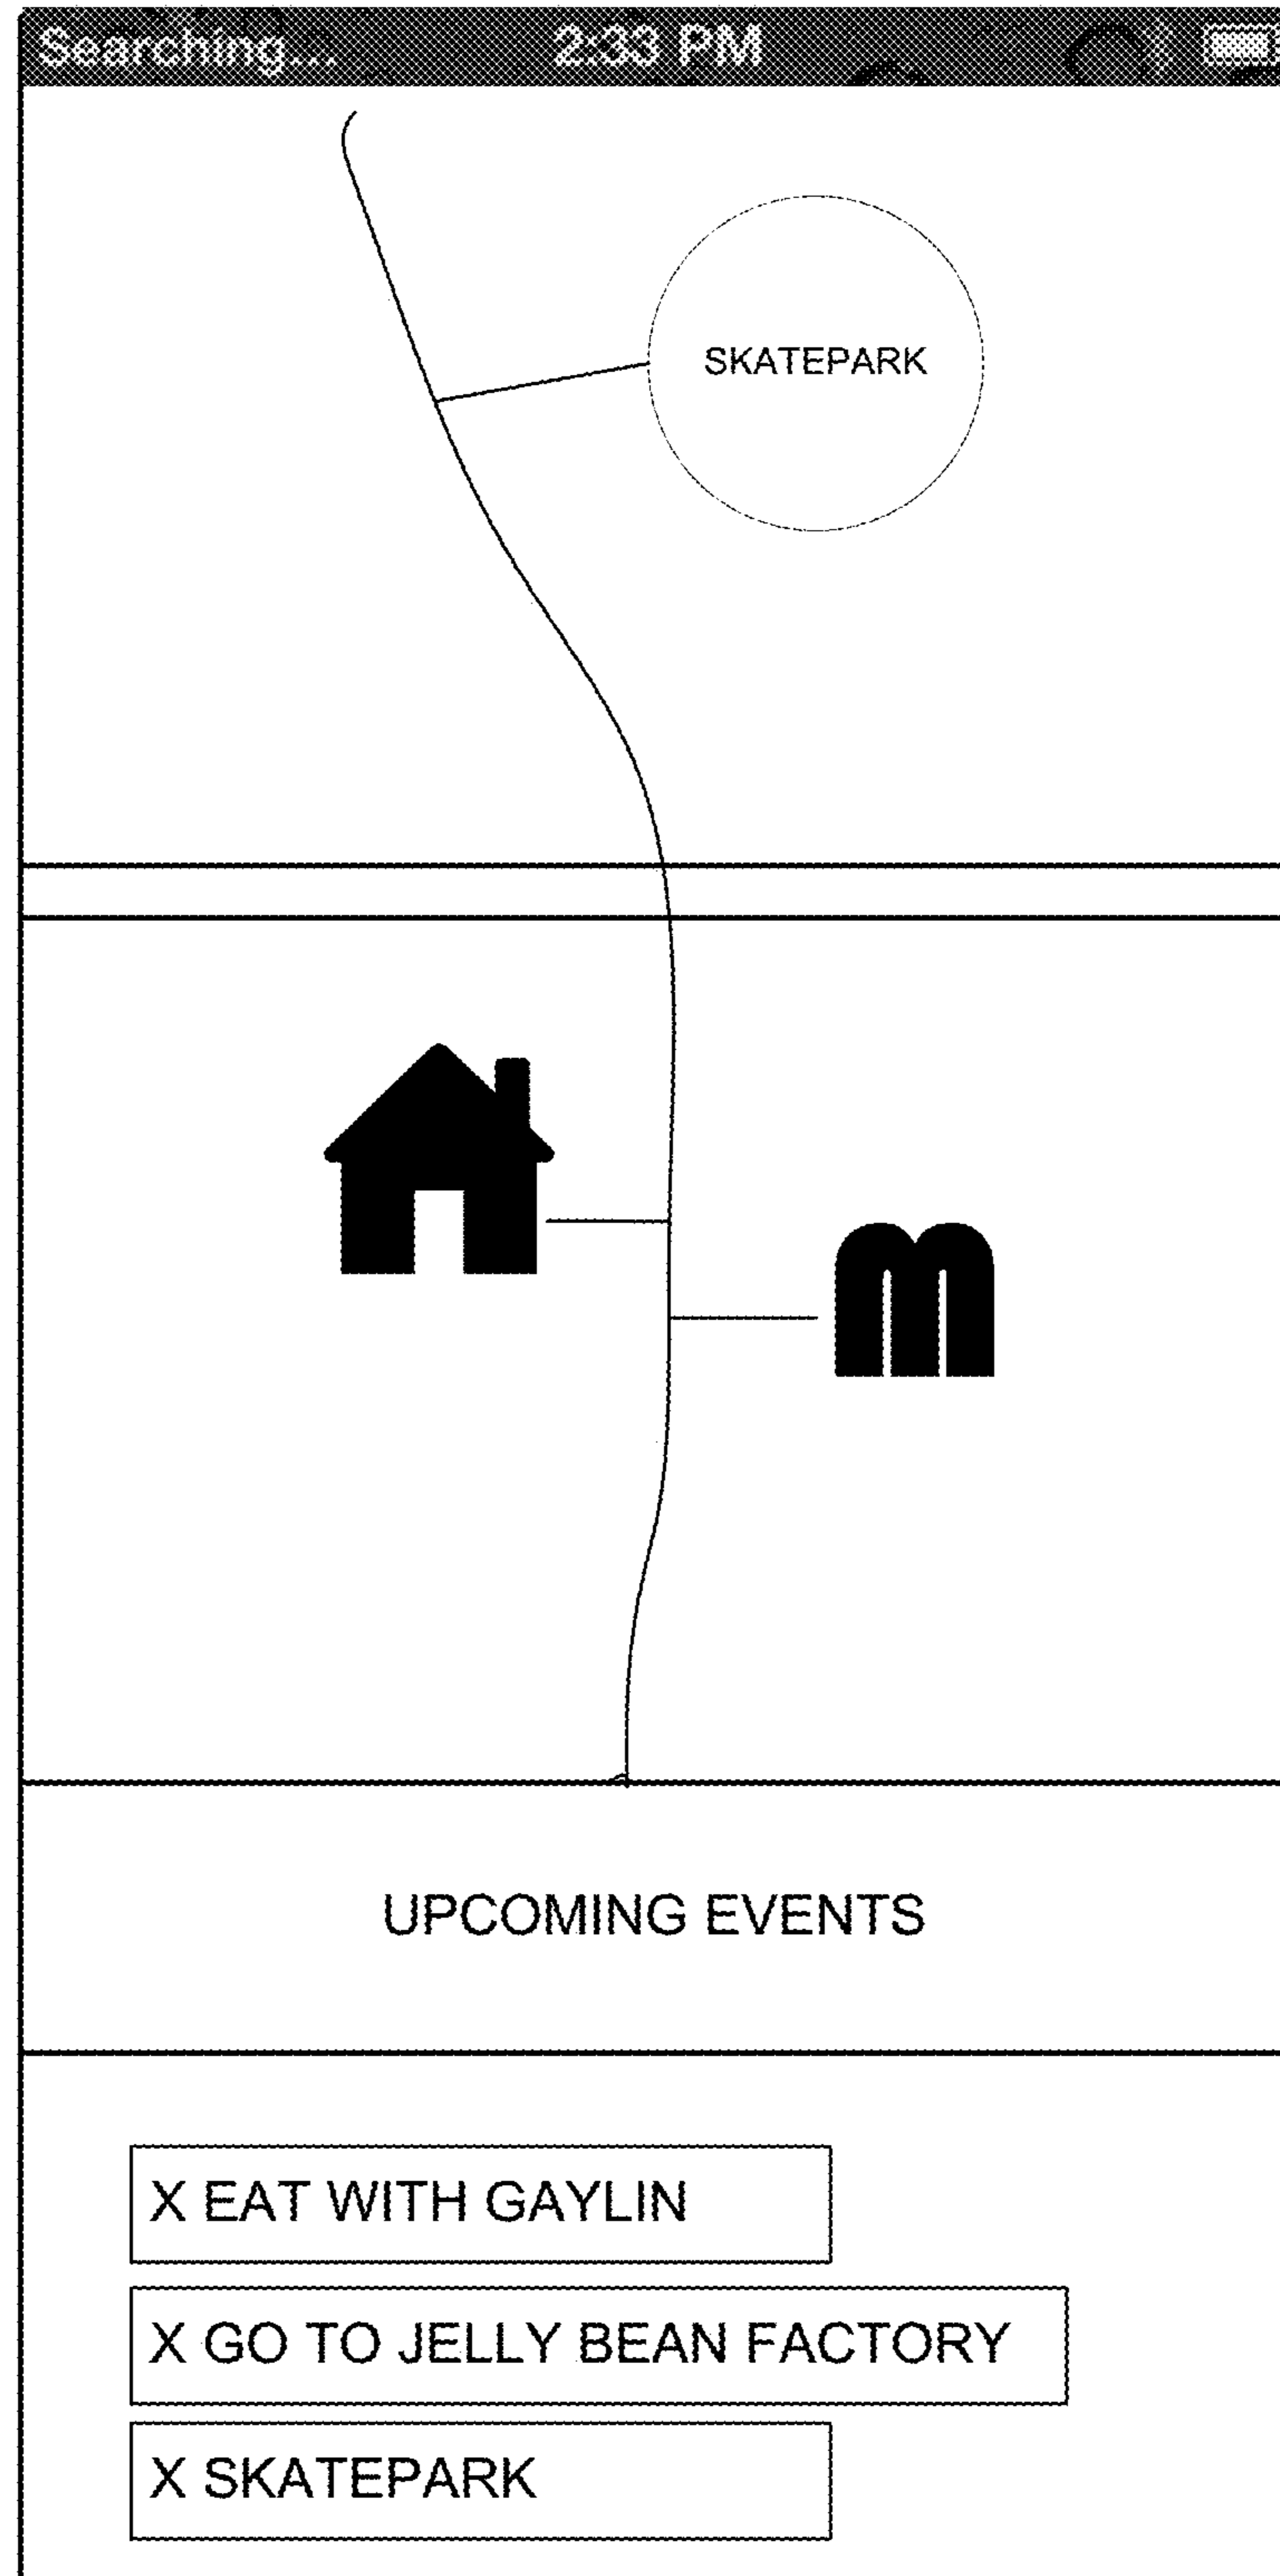 Searching... 2:33 PM
SKATEPARK
m
UPCOMING EVENTS
X EAT WITH GAYLIN
X GO TO JELLY BEAN FACTORY
X SKATEPARK